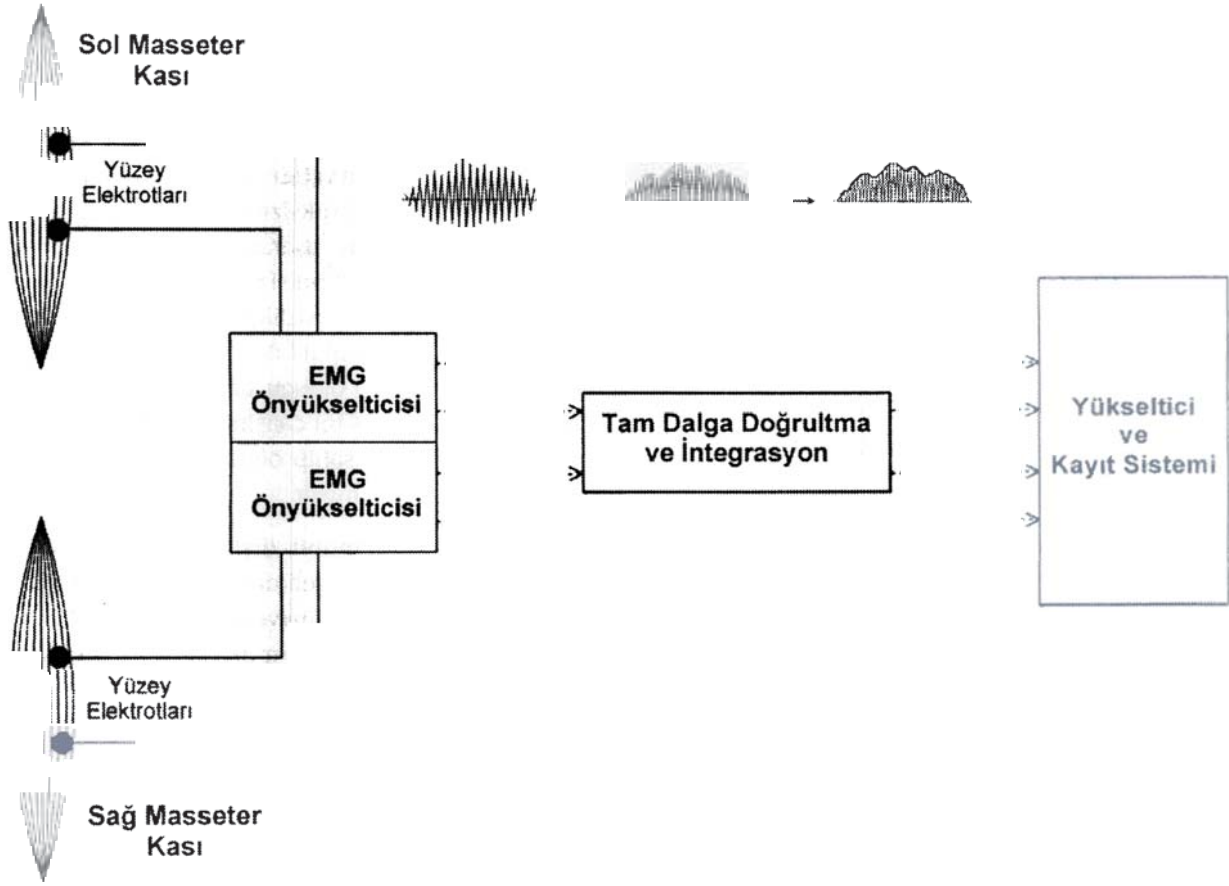 Sol Masseter
Kası
Yüzey
Elektrotları
EMG
Önyükselticisi
EMG
Önyükselticisi
Tam Dalga Doğrultma
ve İntegrasyon
Yükseltici
ve
Kayıt Sistemi
Yüzey
Elektrotları
Sağ Masseter
Kası